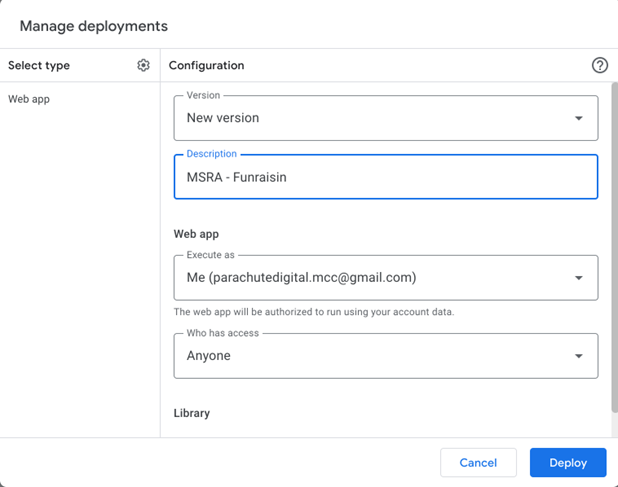 Manage deployments
Select type
Configuration
Web app
Version
New version
Description
MSRA - Funraisin
Web app
Execute as
Me (parachutedigital.mcc@gmail.com)
The web app will be authorized to run using your account data.
Who has access
Anyone
Library
Cancel
Deploy